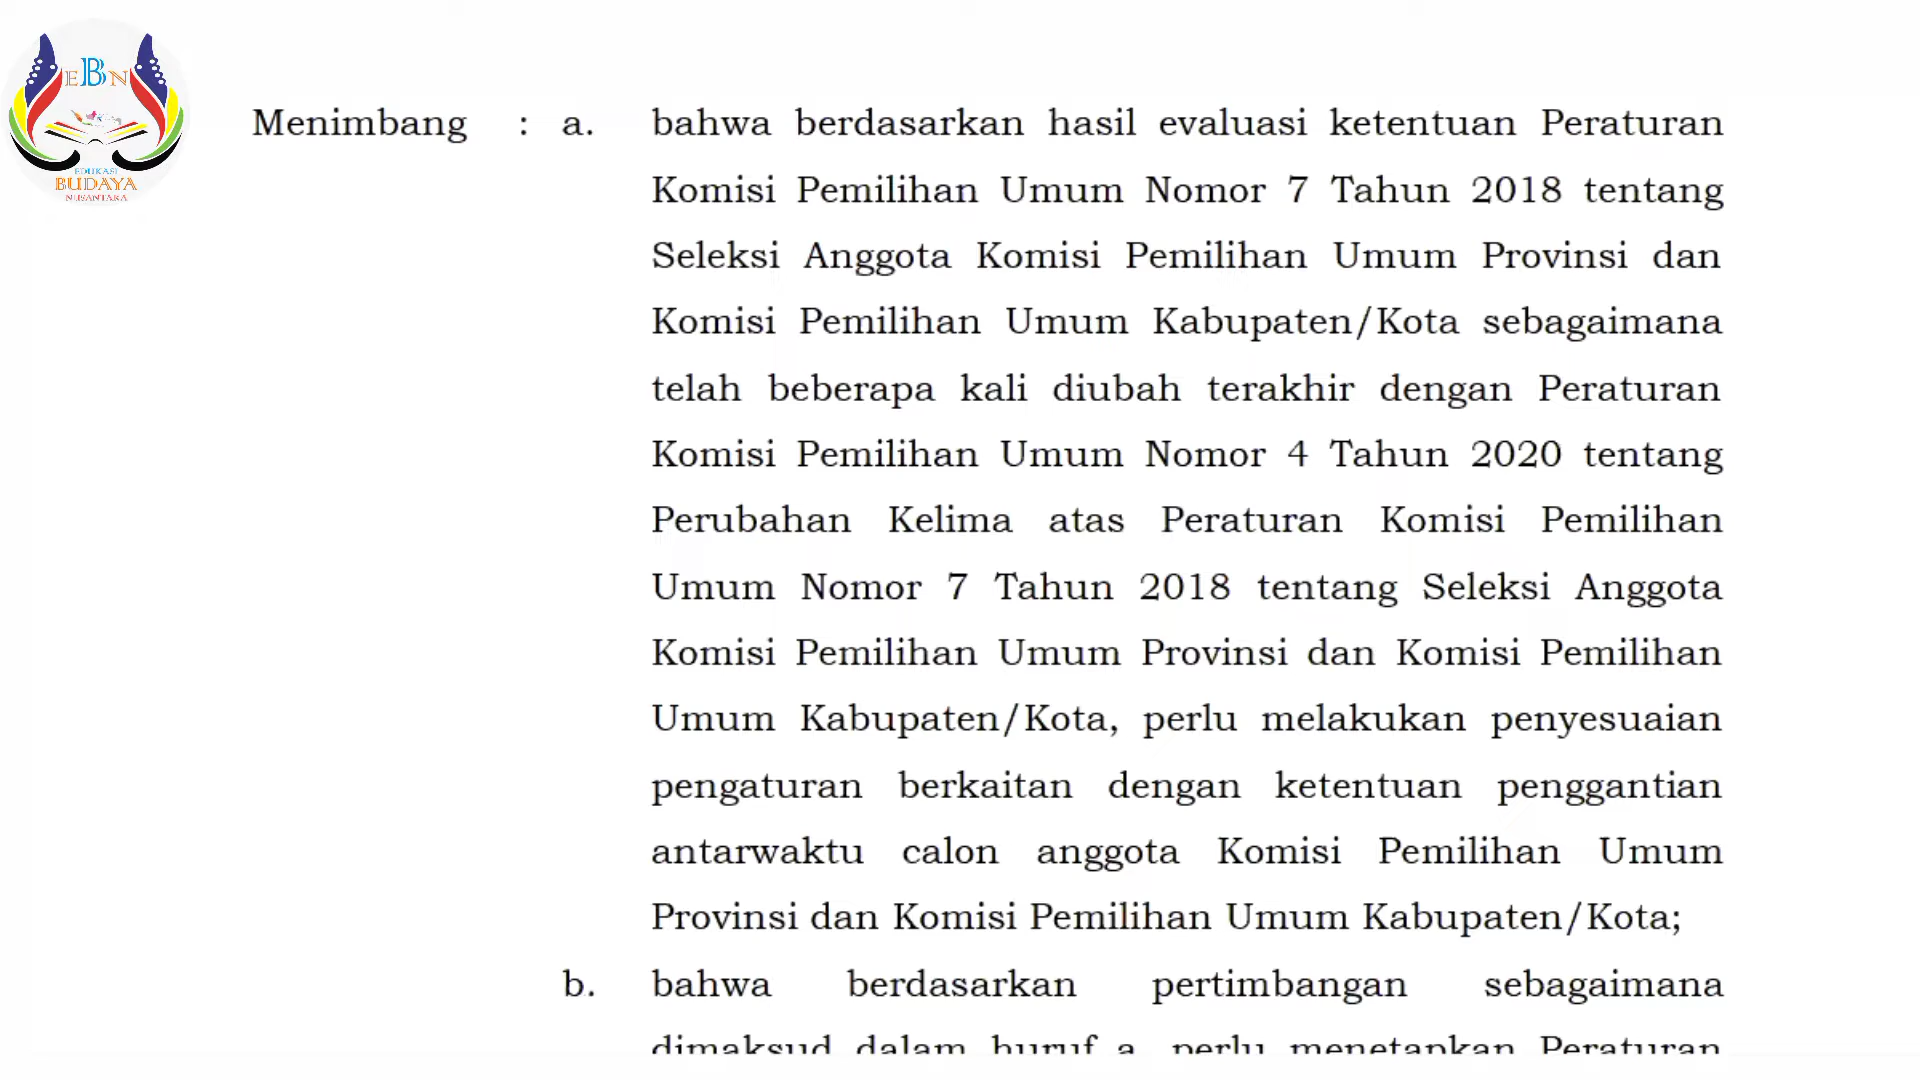 EBN
EDUKASI
BUDAYA
NUSANTARA
Menimbang : a. bahwa berdasarkan hasil evaluasi ketentuan Peraturan
Komisi Pemilihan Umum Nomor 7 Tahun 2018 tentang
Seleksi Anggota Komisi Pemilihan Umum Provinsi dan
Komisi Pemilihan Umum Kabupaten/Kota sebagaimana
telah beberapa kali diubah terakhir dengan Peraturan
Komisi Pemilihan Umum Nomor 4 Tahun 2020 tentang
Perubahan Kelima atas Peraturan Komisi Pemilihan
Umum Nomor 7 Tahun 2018 tentang Seleksi Anggota
Komisi Pemilihan Umum Provinsi dan Komisi Pemilihan
Umum Kabupaten/Kota, perlu melakukan penyesuaian
pengaturan berkaitan dengan ketentuan penggantian
antarwaktu calon anggota Komisi Pemilihan Umum
Provinsi dan Komisi Pemilihan Umum Kabupaten/Kota;
b. bahwa berdasarkan pertimbangan sebagaimana
dimaksud dalam huruf a, perlu menetapkan Peraturan